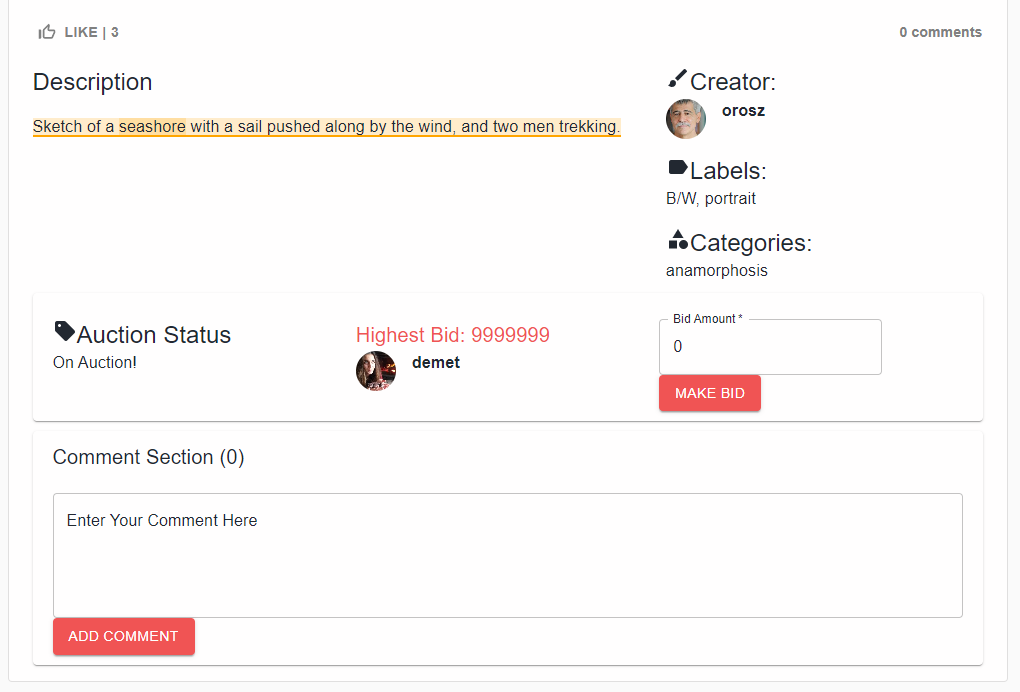 LIKE | 3
0 comments
Description
Sketch of a seashore with a sail pushed along by the wind, and two men trekking.
Creator:
orosz
Labels:
B/W, portrait
Categories:
anamorphosis
Auction Status
On Auction!
Highest Bid: 9999999
demet
Bid Amount *
0
MAKE BID
Comment Section (0)
Enter Your Comment Here
ADD COMMENT